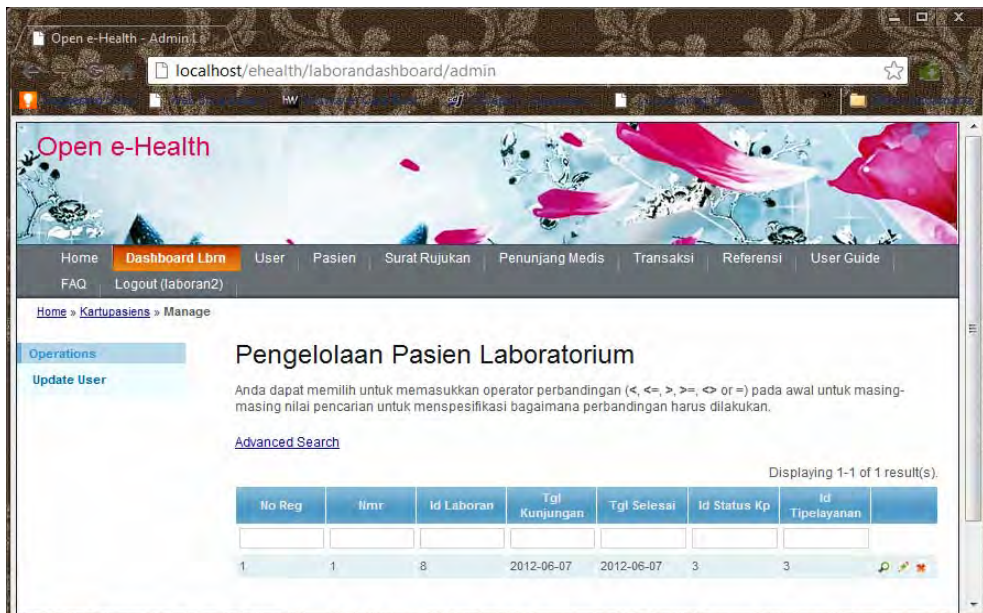 Open e-Health - Admin L
localhost/ehealth/laborandashboard/admin
Open e-Health
Home Dashboard Lbrn User Pasien Surat Rujukan Penunjang Medis Transaksi Referensi User Guide
FAQ Logout (laboran2)
Home » Kartupasiens » Manage
Operations
Update User
Pengelolaan Pasien Laboratorium
Anda dapat memilih untuk memasukkan operator perbandingan (<, <=, >, >=, <> or =) pada awal untuk masing-
masing nilai pencarian untuk menspesifikasi bagaimana perbandingan harus dilakukan.
Advanced Search
Displaying 1-1 of 1 result(s).
No Reg Nmr Id Laboran Tgl Kunjungan Tgl Selesai Id Status Kp Id Tipelayanan
1 1 8 2012-06-07 2012-06-07 3 3